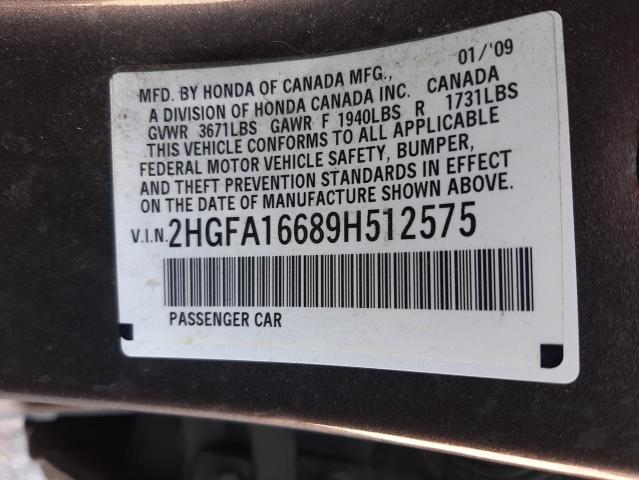 01/'09
MFD. BY HONDA OF CANADA MFG.,
A DIVISION OF HONDA CANADA INC. CANADA
GVWR 3671LBS GAWR F 1940LBS R 1731LBS
THIS VEHICLE CONFORMS TO ALL APPLICABLE
FEDERAL MOTOR VEHICLE SAFETY, BUMPER,
AND THEFT PREVENTION STANDARDS IN EFFECT
ON THE DATE OF MANUFACTURE SHOWN ABOVE.
V.I.N. 2HGFA16689H512575
PASSENGER CAR